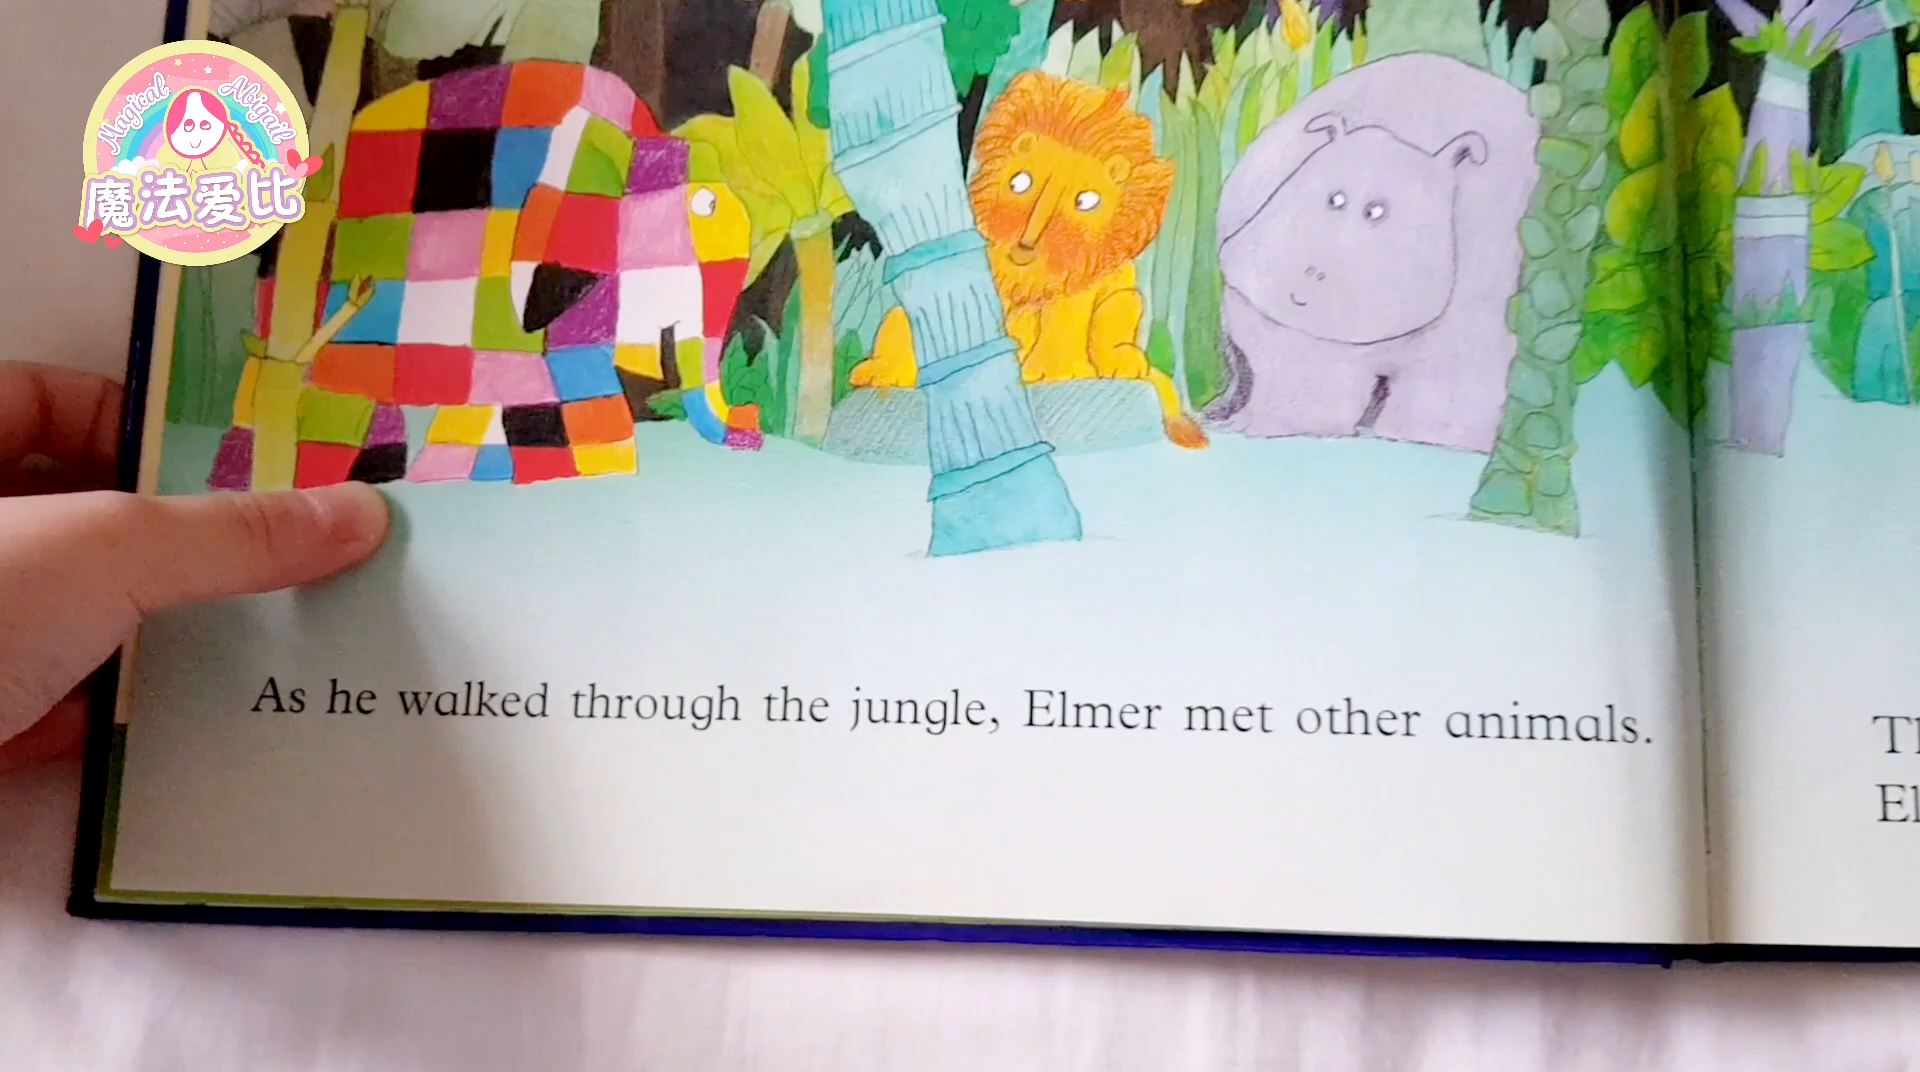 Magical Abigail
魔法爱比
As he walked through the jungle, Elmer met other animals.